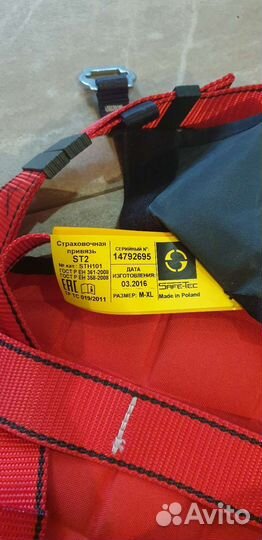 Страховочная
привязь
ST2
№ кат.: STH101
ГОСТ Р ЕН 361-2008
ГОСТ Р ЕН 358-2008
EAC
ТР ТС 019/2011
СЕРИЙНЫЙ N°:
14792695
ДАТА
ИЗГОТОВЛЕНИЯ:
03.2016
РАЗМЕР: M-XL
SAFE-TEC
Made in Poland
Avito